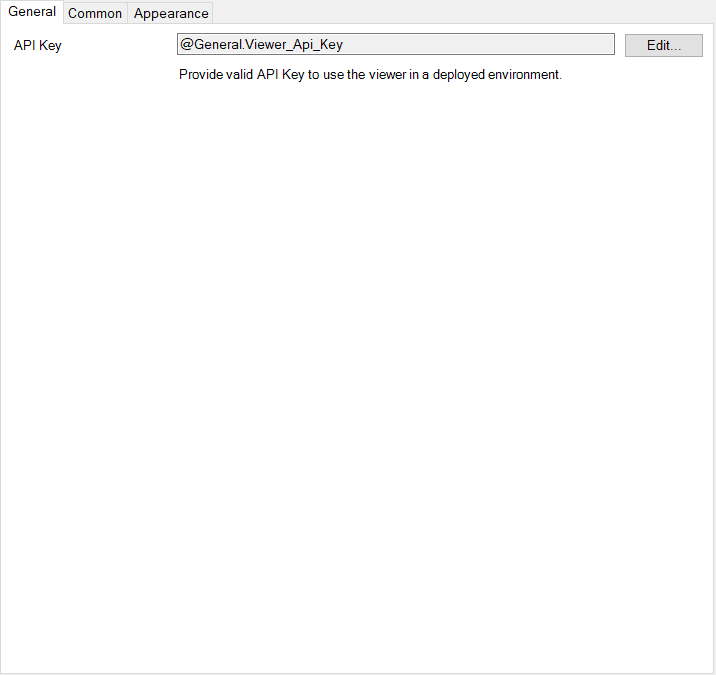 General Common Appearance
API Key @General.Viewer_Api_Key Edit...
Provide valid API Key to use the viewer in a deployed environment.